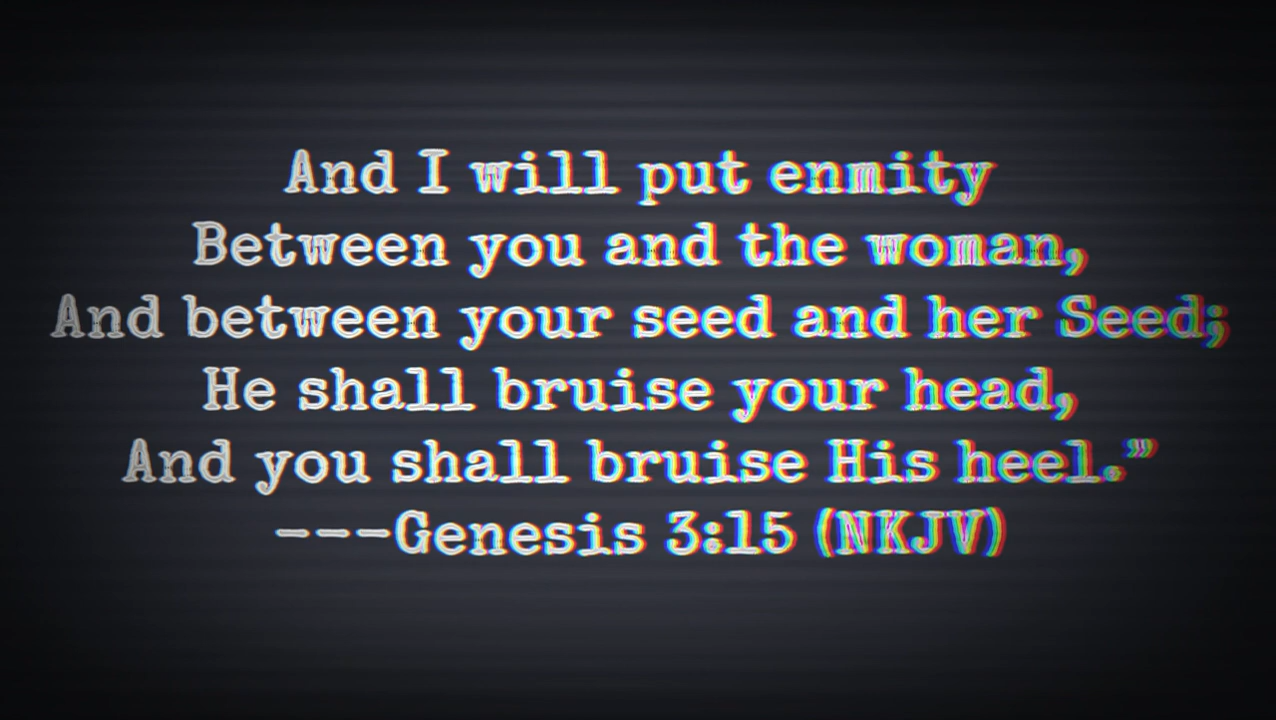 And I will put enmity
Between you and the woman,
And between your seed and her Seed;
He shall bruise your head,
And you shall bruise His heel.”
---Genesis 3:15 (NKJV)